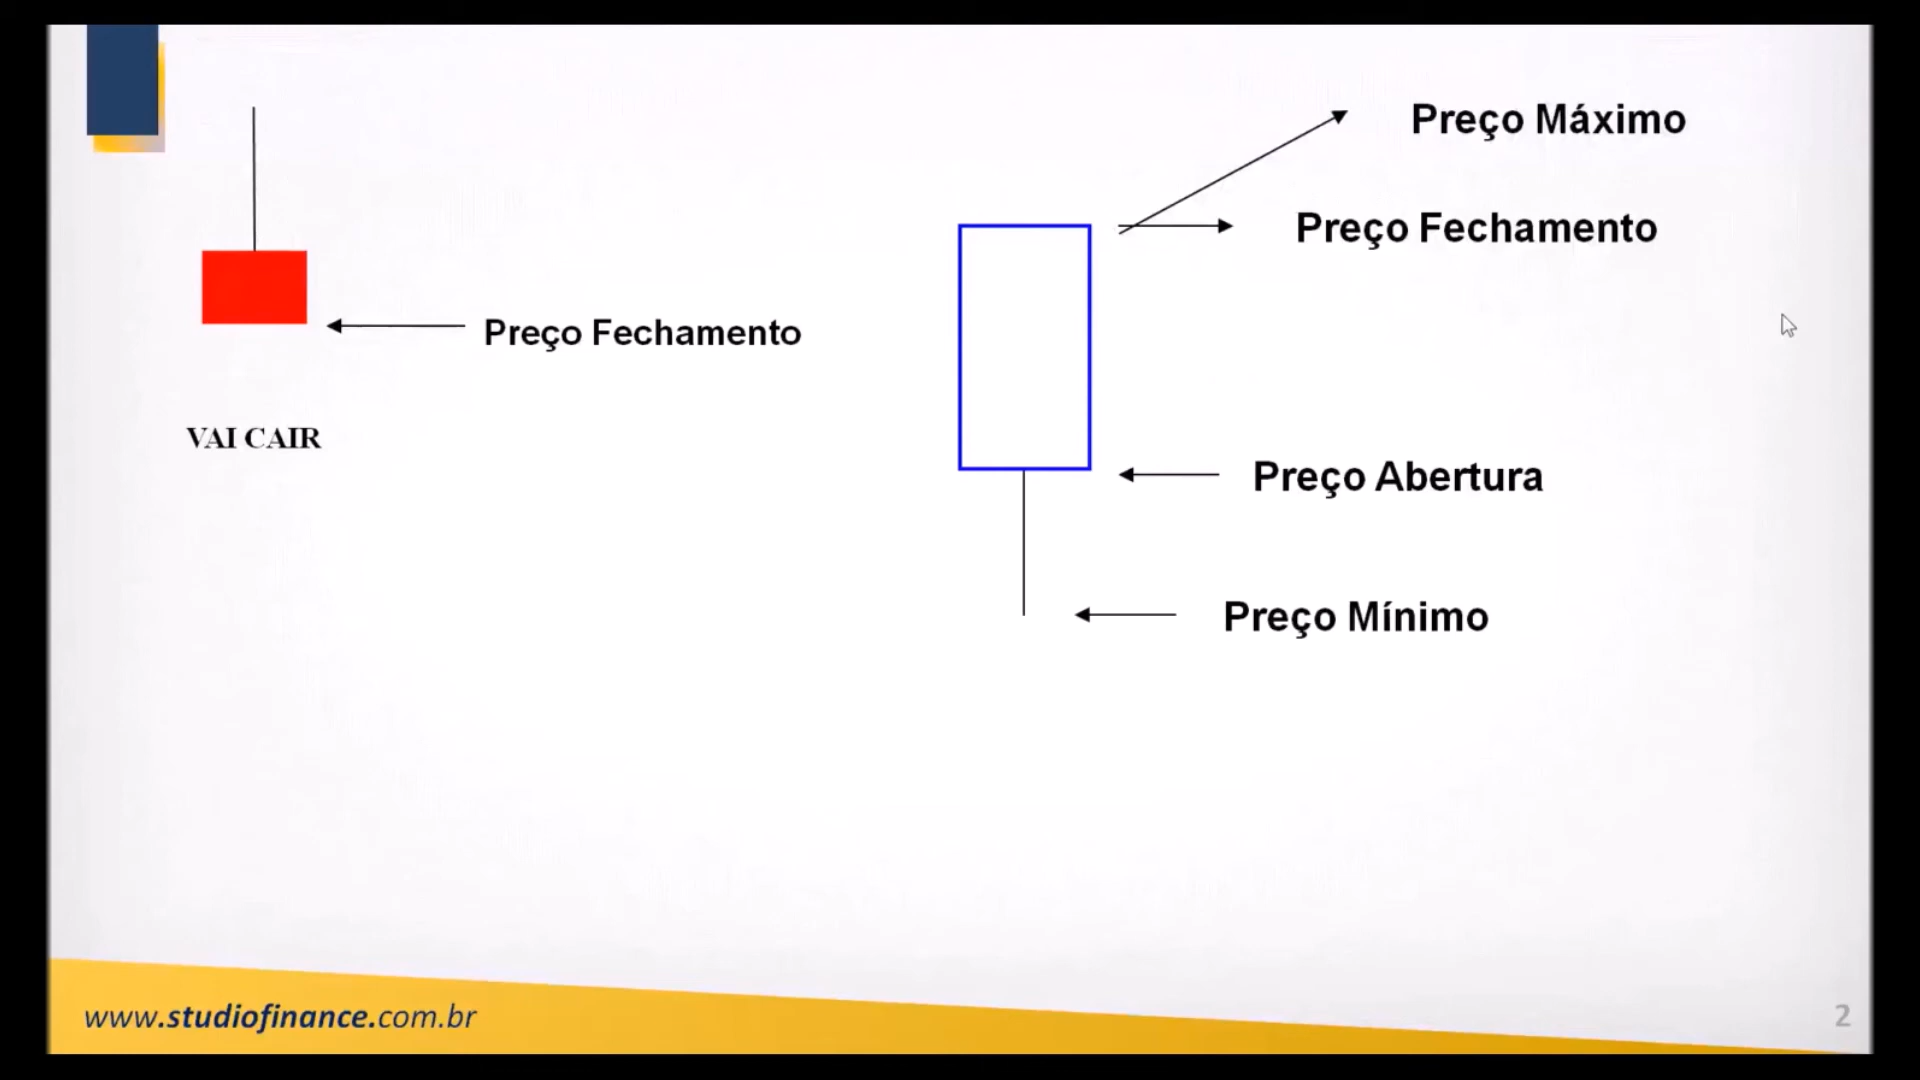 Preço Máximo
Preço Fechamento
Preço Fechamento
VAI CAIR
Preço Abertura
Preço Mínimo
www.studiofinance.com.br
2